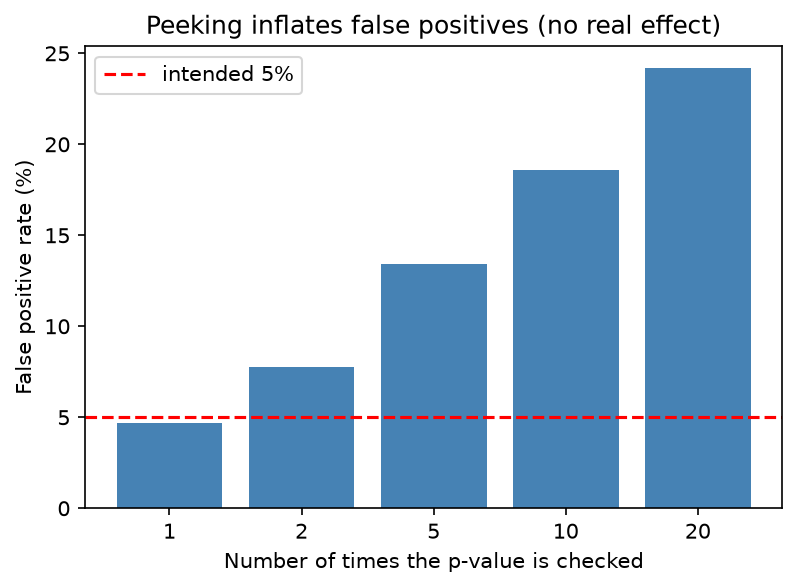 Peeking inflates false positives (no real effect)
intended 5%
False positive rate (%)
25
20
15
10
5
0
1 2 5 10 20
Number of times the p-value is checked